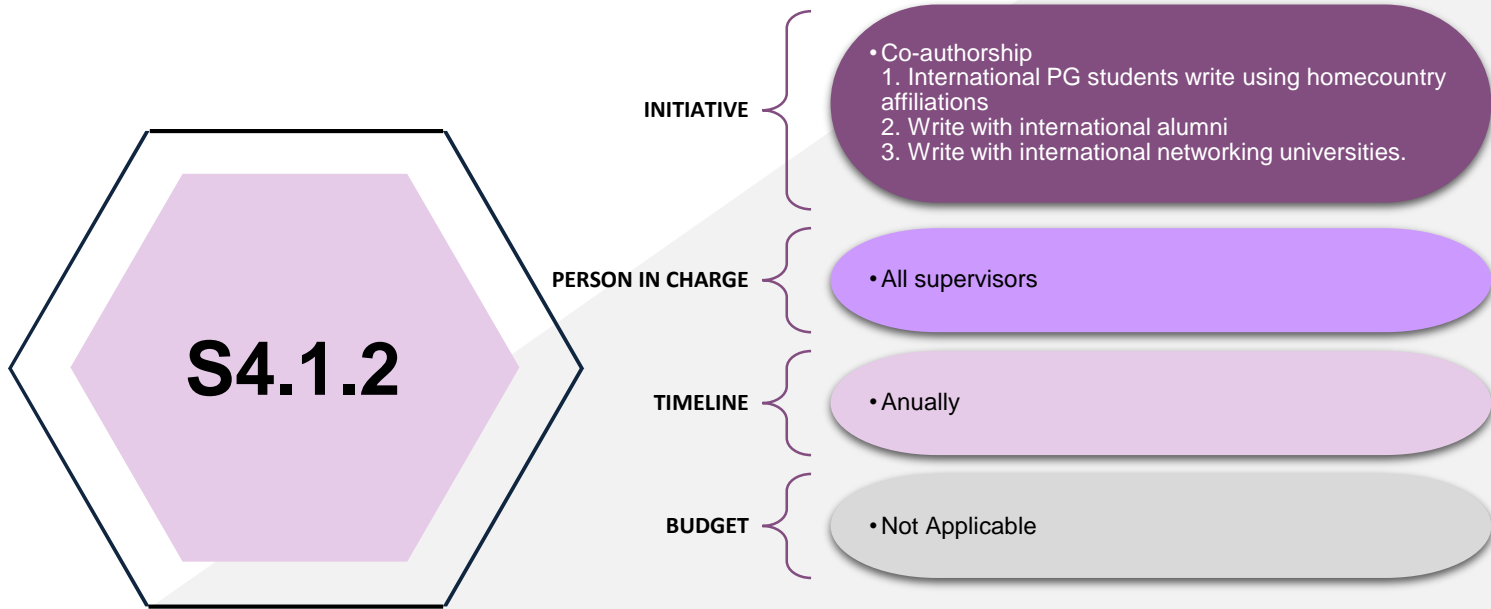 S4.1.2
INITIATIVE
• Co-authorship
1. International PG students write using homecountry
affiliations
2. Write with international alumni
3. Write with international networking universities.
PERSON IN CHARGE
• All supervisors
TIMELINE
• Anually
BUDGET
• Not Applicable